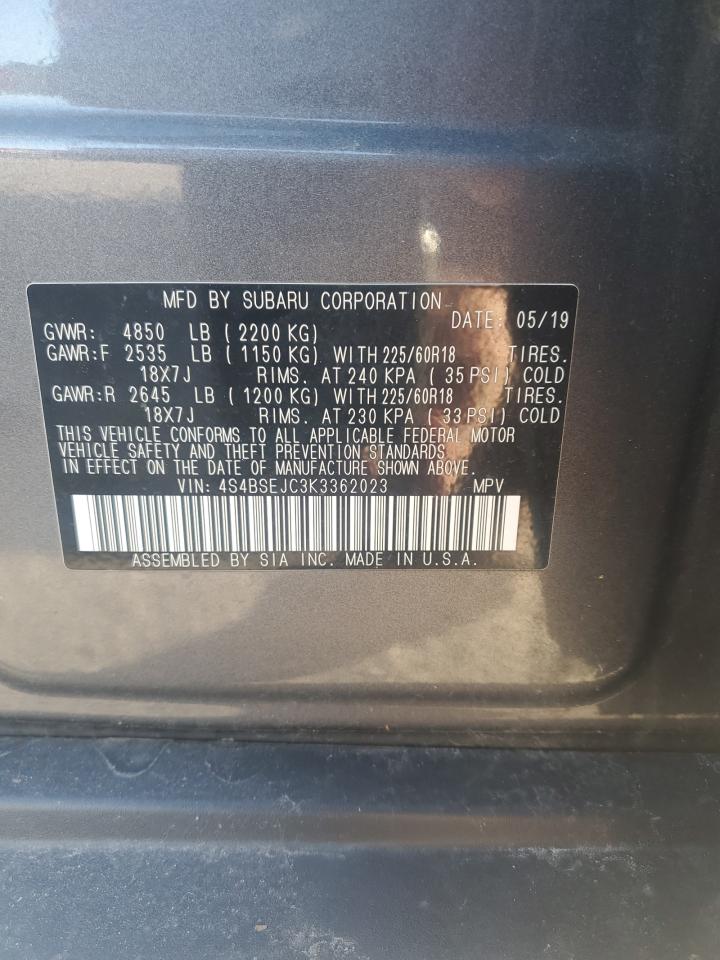 MFD BY SUBARU CORPORATION DATE: 05/19
GVWR: 4850 LB (2200 KG)
GAWR:F 2535 LB (1150 KG) WITH 225/60R18 TIRES.
18X7J RIMS. AT 240 KPA (35 PSI) COLD
GAWR:R 2645 LB (1200 KG) WITH 225/60R18 TIRES.
18X7J RIMS. AT 230 KPA (33 PSI) COLD
THIS VEHICLE CONFORMS TO ALL APPLICABLE FEDERAL MOTOR
VEHICLE SAFETY AND THEFT PREVENTION STANDARDS
IN EFFECT ON THE DATE OF MANUFACTURE SHOWN ABOVE.
VIN: 4S4BSEJC3K3362023 MPV
ASSEMBLED BY SIA INC. MADE IN U.S.A.